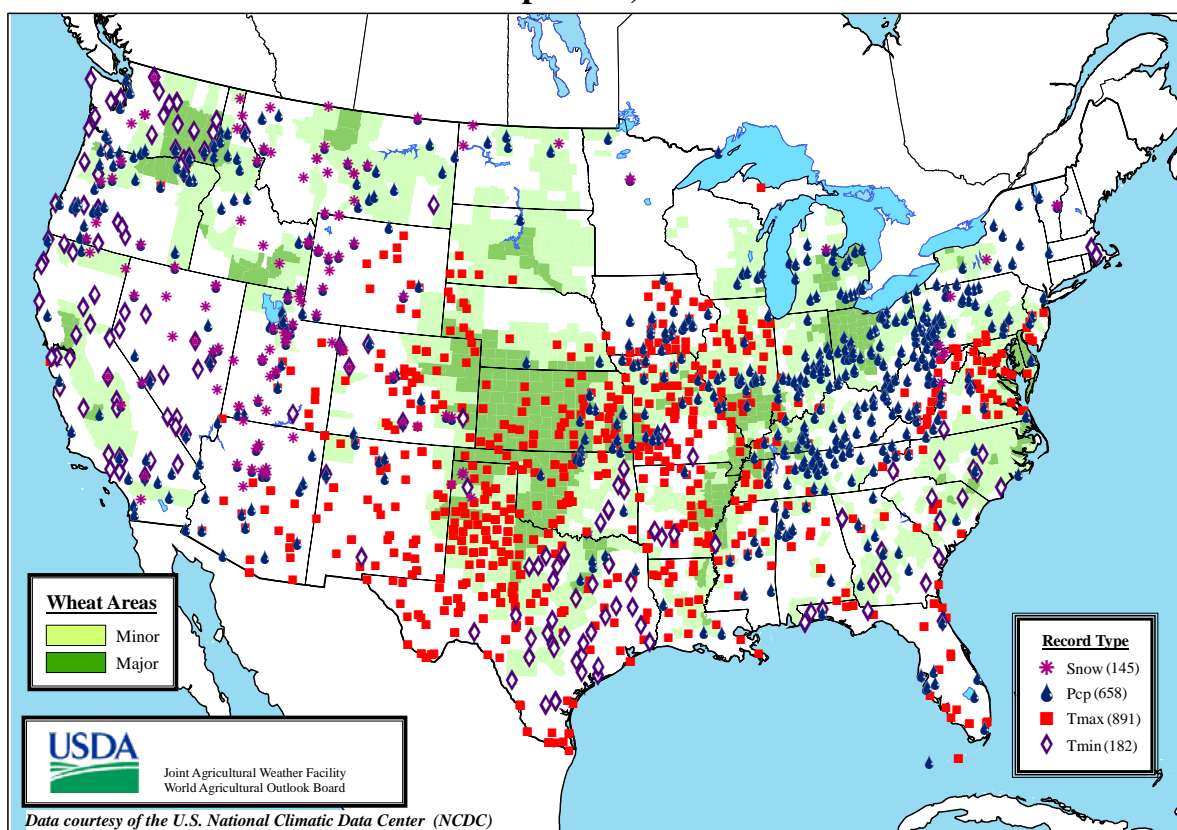 Wheat Areas
Minor
Major
Record Type
Snow (145)
Pcp (658)
Tmax (891)
Tmin (182)
USDA
Joint Agricultural Weather Facility
World Agricultural Outlook Board
Data courtesy of the U.S. National Climatic Data Center (NCDC)